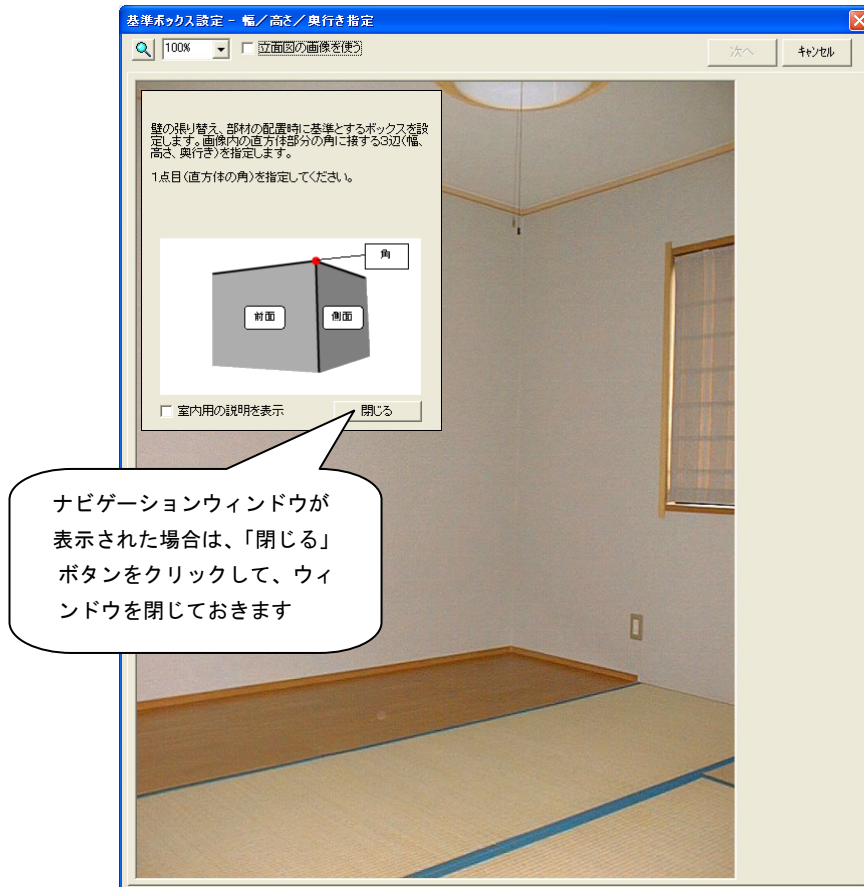 基準ボックス設定 - 幅／高さ／奥行き指定
100%
立面図の画像を使う
次へ
キャンセル
壁の張り替え、部材の配置時に基準とするボックスを設
定します。画像内の直方体部分の角に接する3辺(幅、
高さ、奥行き)を指定します。
1点目(直方体の角)を指定してください。
角
前面
側面
室内用の説明を表示
閉じる
ナビゲーションウィンドウが
表示された場合は、「閉じる」
ボタンをクリックして、ウィ
ンドウを閉じておきます